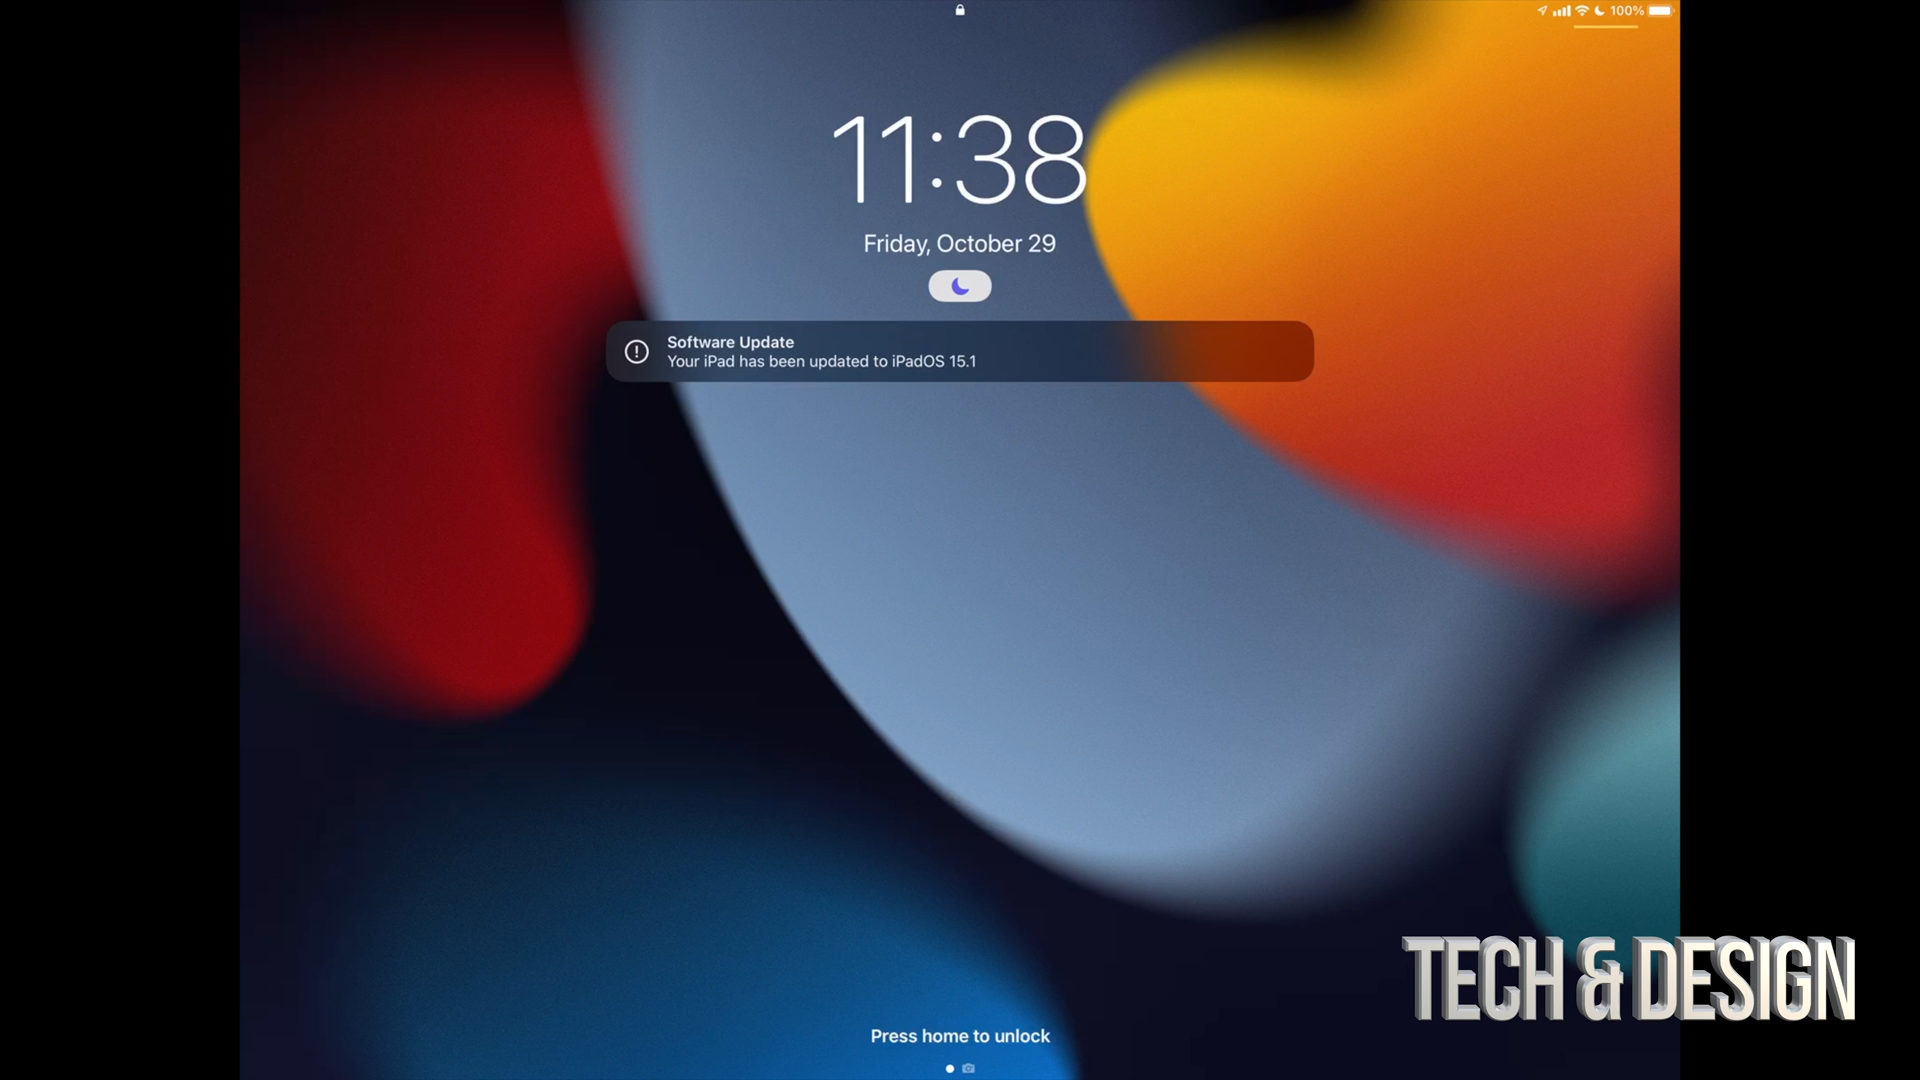 100%
11:38
Friday, October 29
Software Update
Your iPad has been updated to iPadOS 15.1
TECH & DESIGN
Press home to unlock